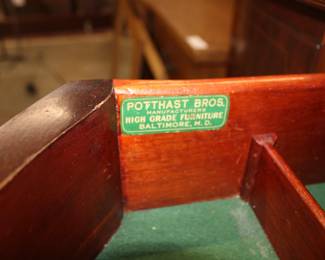 POTTHAST BROS.
MANUFACTURERS
HIGH GRADE FURNITURE
BALTIMORE, M.D.